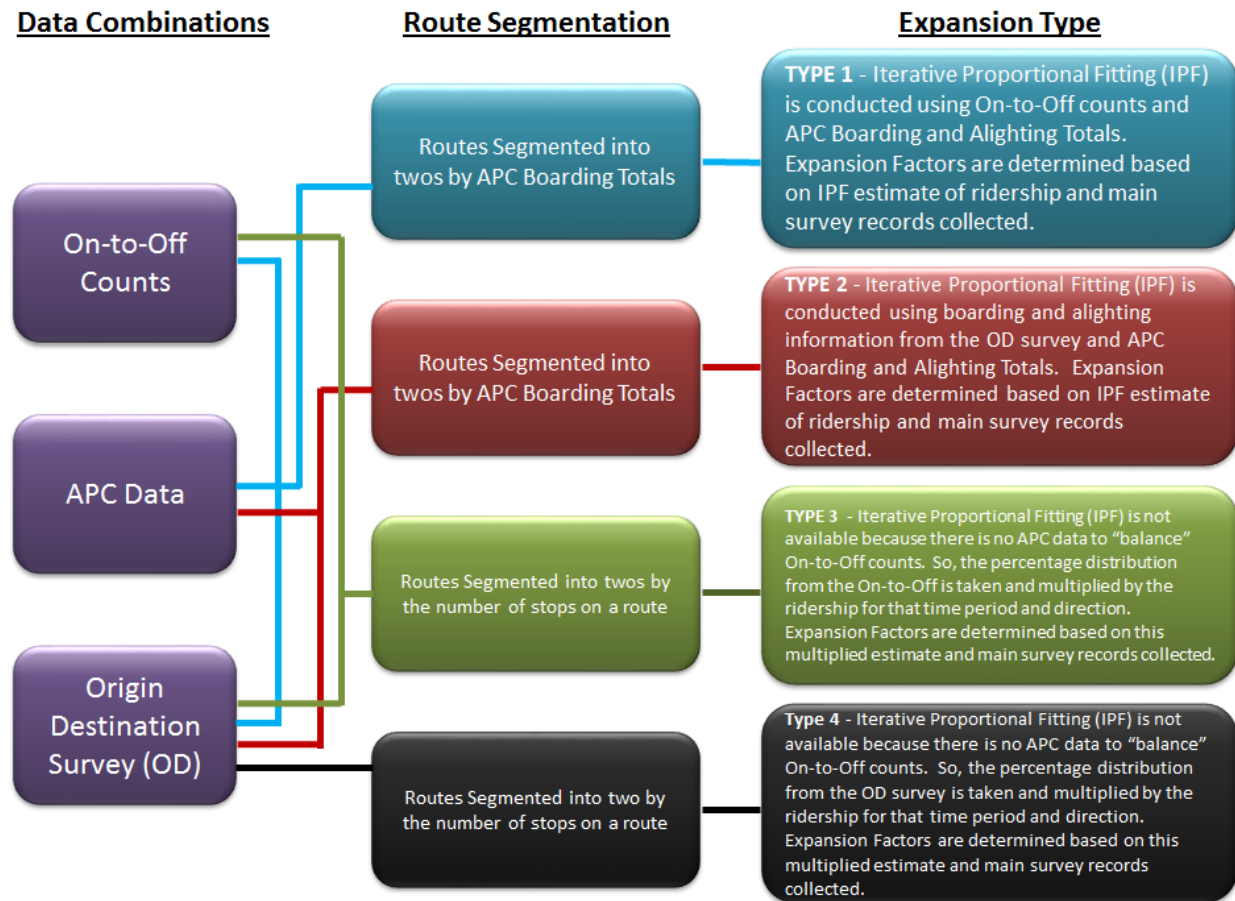 Data Combinations
Route Segmentation
Expansion Type
On-to-Off
Counts
APC Data
Origin
Destination
Survey (OD)
Routes Segmented into
twos by APC Boarding Totals
Routes Segmented into
twos by APC Boarding Totals
Routes Segmented into twos by
the number of stops on a route
Routes Segmented into two by
the number of stops on a route
TYPE 1 - Iterative Proportional Fitting (IPF)
is conducted using On-to-Off counts and
APC Boarding and Alighting Totals.
Expansion Factors are determined based
on IPF estimate of ridership and main
survey records collected.
TYPE 2 - Iterative Proportional Fitting (IPF) is
conducted using boarding and alighting
information from the OD survey and APC
Boarding and Alighting Totals. Expansion
Factors are determined based on IPF estimate
of ridership and main survey records
collected.
TYPE 3 - Iterative Proportional Fitting (IPF) is not
available because there is no APC data to “balance”
On-to-Off counts. So, the percentage distribution
from the On-to-Off is taken and multiplied by the
ridership for that time period and direction.
Expansion Factors are determined based on this
multiplied estimate and main survey records collected.
Type 4 - Iterative Proportional Fitting (IPF) is not
available because there is no APC data to “balance”
On-to-Off counts. So, the percentage distribution
from the OD survey is taken and multiplied by the
ridership for that time period and direction.
Expansion Factors are determined based on this
multiplied estimate and main survey records
collected.